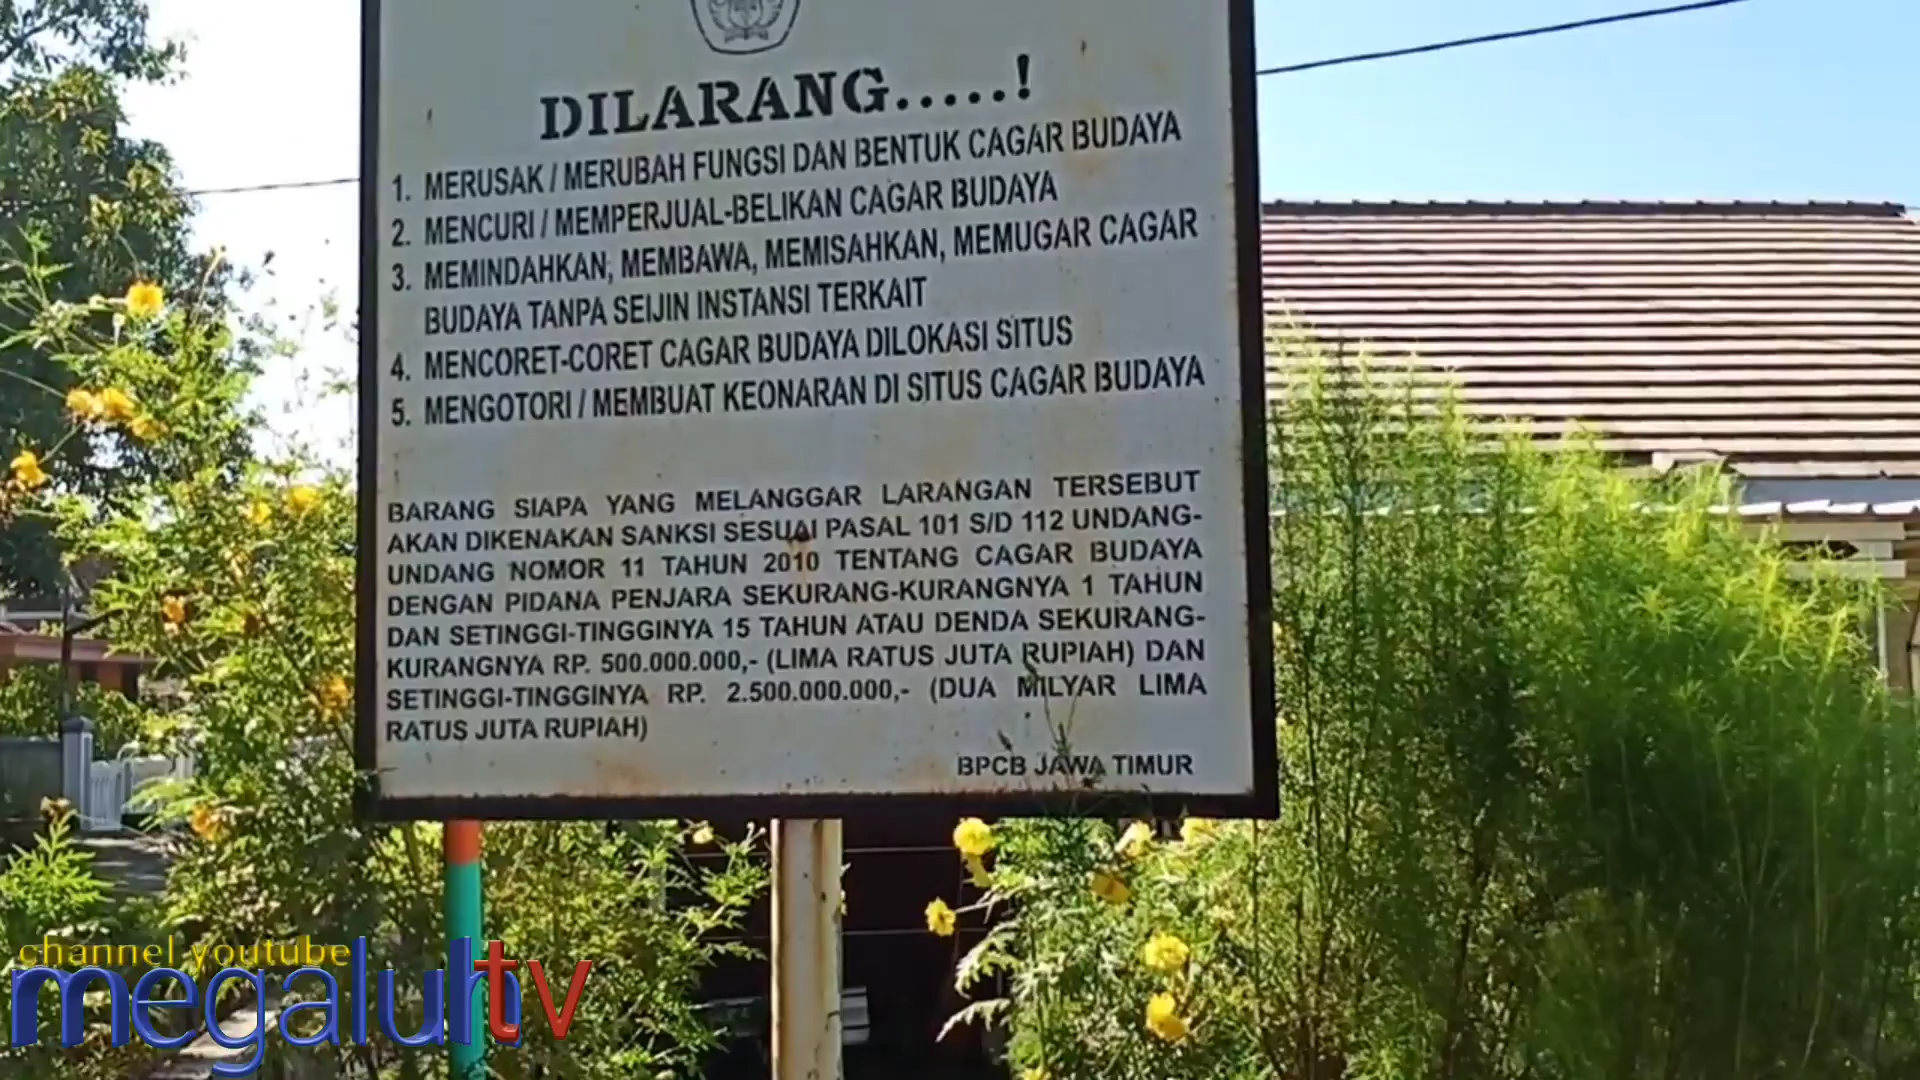 DILARANG.....!
1. MERUSAK / MERUBAH FUNGSI DAN BENTUK CAGAR BUDAYA
2. MENCURI / MEMPERJUAL-BELIKAN CAGAR BUDAYA
3. MEMINDAHKAN, MEMBAWA, MEMISAHKAN, MEMUGAR CAGAR
BUDAYA TANPA SEIJIN INSTANSI TERKAIT
4. MENCORET-CORET CAGAR BUDAYA DILOKASI SITUS
5. MENGOTORI / MEMBUAT KEONARAN DI SITUS CAGAR BUDAYA
BARANG SIAPA YANG MELANGGAR LARANGAN TERSEBUT
AKAN DIKENAKAN SANKSI SESUAI PASAL 101 S/D 112 UNDANG-
UNDANG NOMOR 11 TAHUN 2010 TENTANG CAGAR BUDAYA
DENGAN PIDANA PENJARA SEKURANG-KURANGNYA 1 TAHUN
DAN SETINGGI-TINGGINYA 15 TAHUN ATAU DENDA SEKURANG-
KURANGNYA RP. 500.000.000,- (LIMA RATUS JUTA RUPIAH) DAN
SETINGGI-TINGGINYA RP. 2.500.000.000,- (DUA MILYAR LIMA
RATUS JUTA RUPIAH)
BPCB JAWA TIMUR
channel youtube
megaluh tv